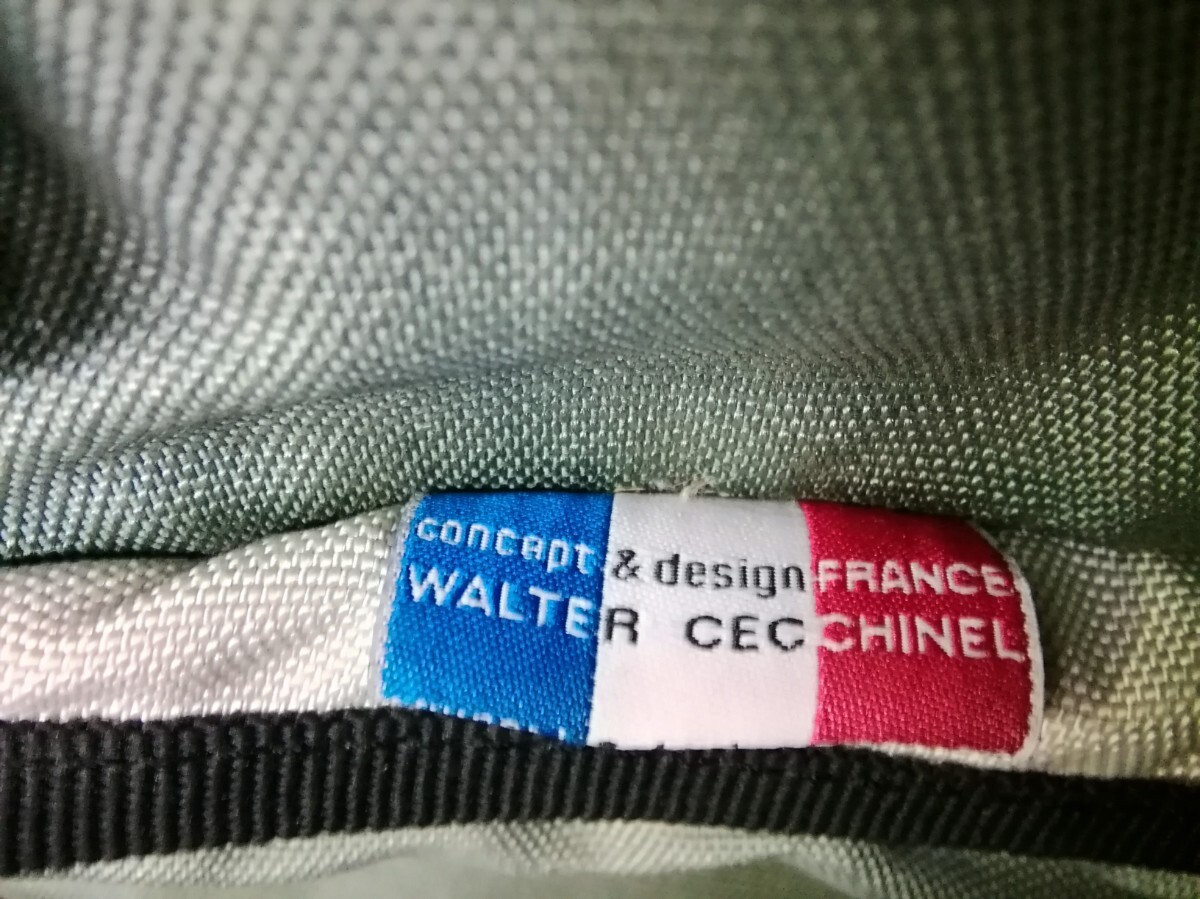 concept & design FRANCE
WALTER CECCHINEL